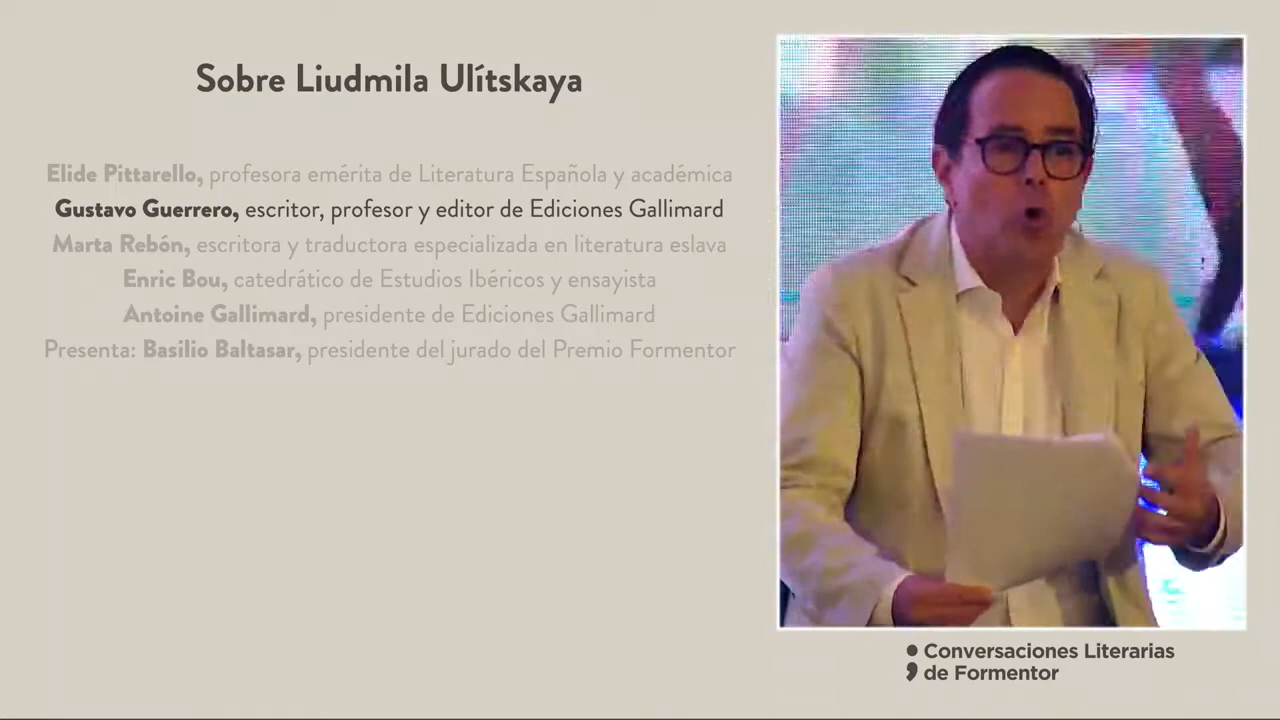 Sobre Liudmila Ulítskaya
Elide Pittarello, profesora emérita de Literatura Española y académica
Gustavo Guerrero, escritor, profesor y editor de Ediciones Gallimard
Marta Rebón, escritora y traductora especializada en literatura eslava
Enric Bou, catedrático de Estudios Ibéricos y ensayista
Antoine Gallimard, presidente de Ediciones Gallimard
Presenta: Basilio Baltasar, presidente del jurado del Premio Formentor
Conversaciones Literarias
de Formentor